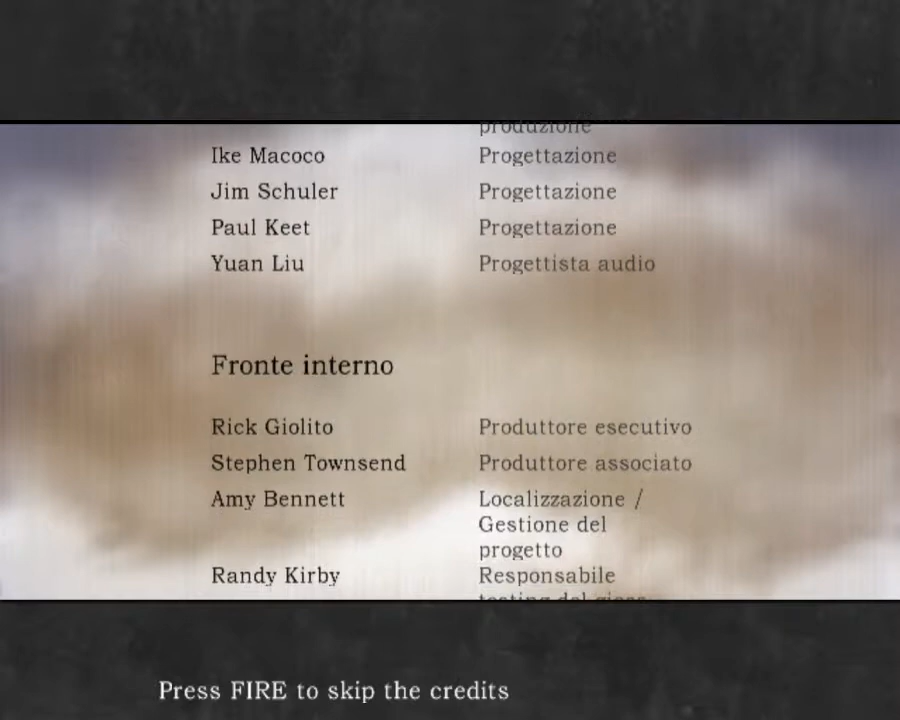 produzione
Ike Macoco Progettazione
Jim Schuler Progettazione
Paul Keet Progettazione
Yuan Liu Progettista audio
Fronte interno
Rick Giolito Produttore esecutivo
Stephen Townsend Produttore associato
Amy Bennett Localizzazione /
Gestione del
progetto
Randy Kirby Responsabile
Press FIRE to skip the credits